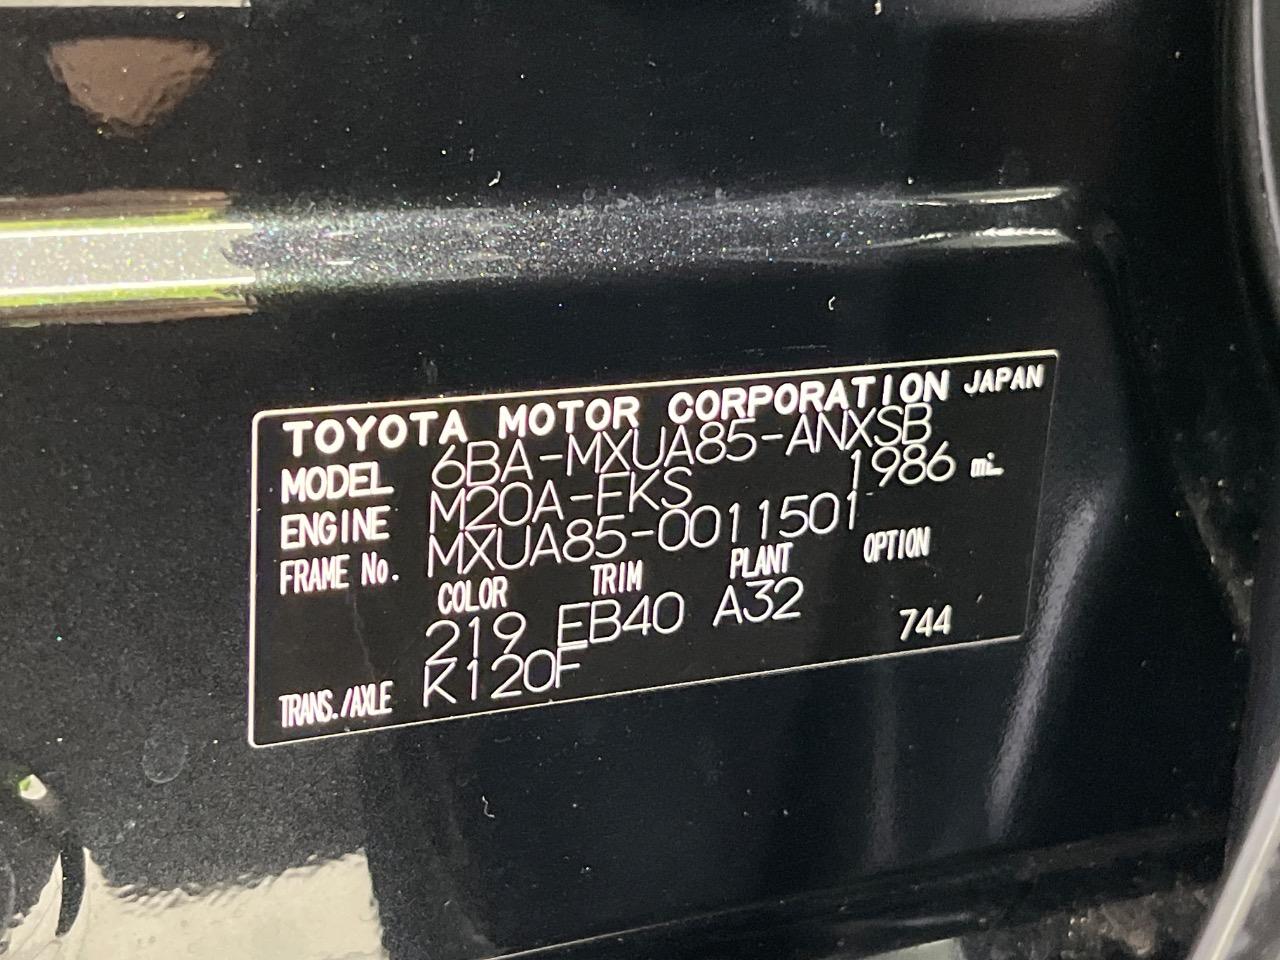 TOYOTA MOTOR CORPORATION JAPAN
MODEL 6BA-MXUA85-ANXSB
ENGINE M20A-FKS 1986 mL
FRAME No. MXUA85-0011501
COLOR TRIM PLANT OPTION
219 EB40 A32 744
TRANS./AXLE K120F